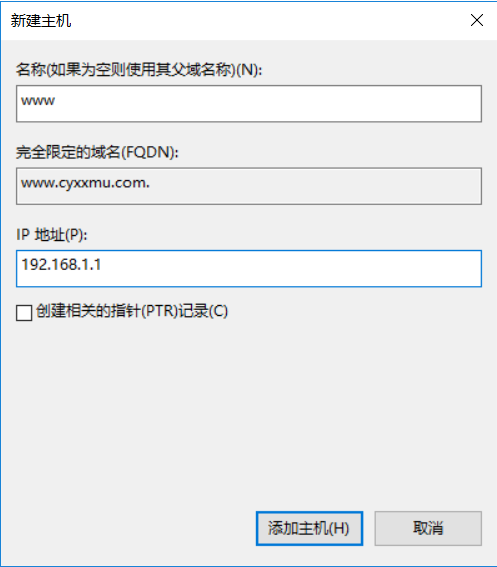 新建主机
名称(如果为空则使用其父域名称)(N):
www
完全限定的域名(FQDN):
www.cyxxmu.com.
IP 地址(P):
192.168.1.1
创建相关的指针(PTR)记录(C)
添加主机(H)
取消